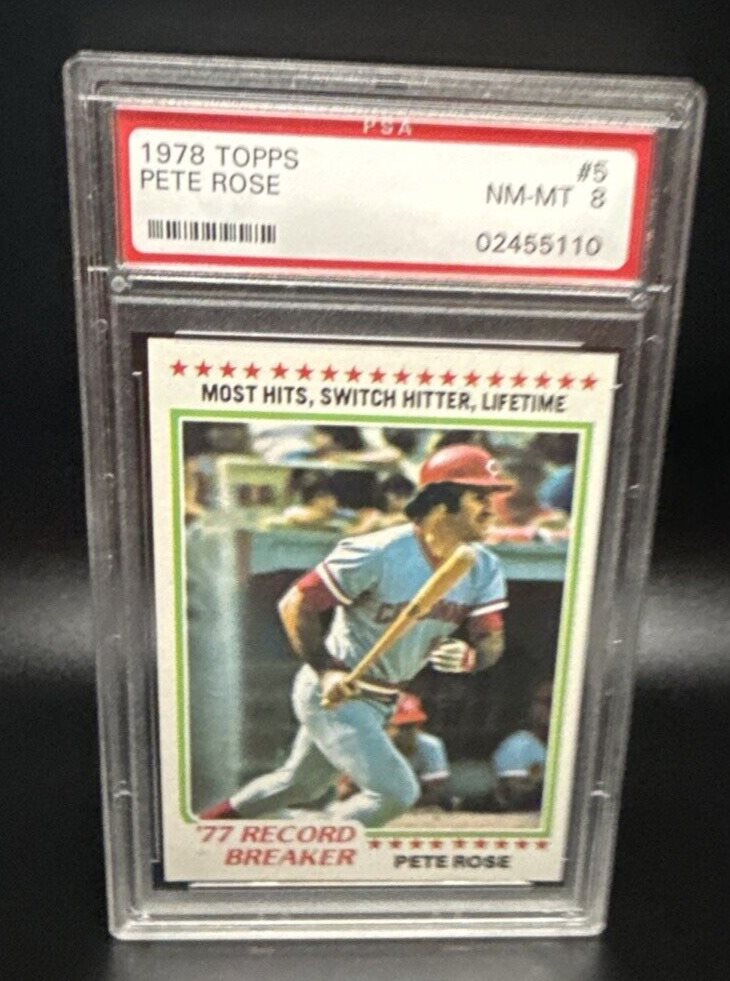 PSA
1978 TOPPS #5
PETE ROSE NM-MT 8
02455110
MOST HITS, SWITCH HITTER, LIFETIME
C
'77 RECORD
BREAKER PETE ROSE